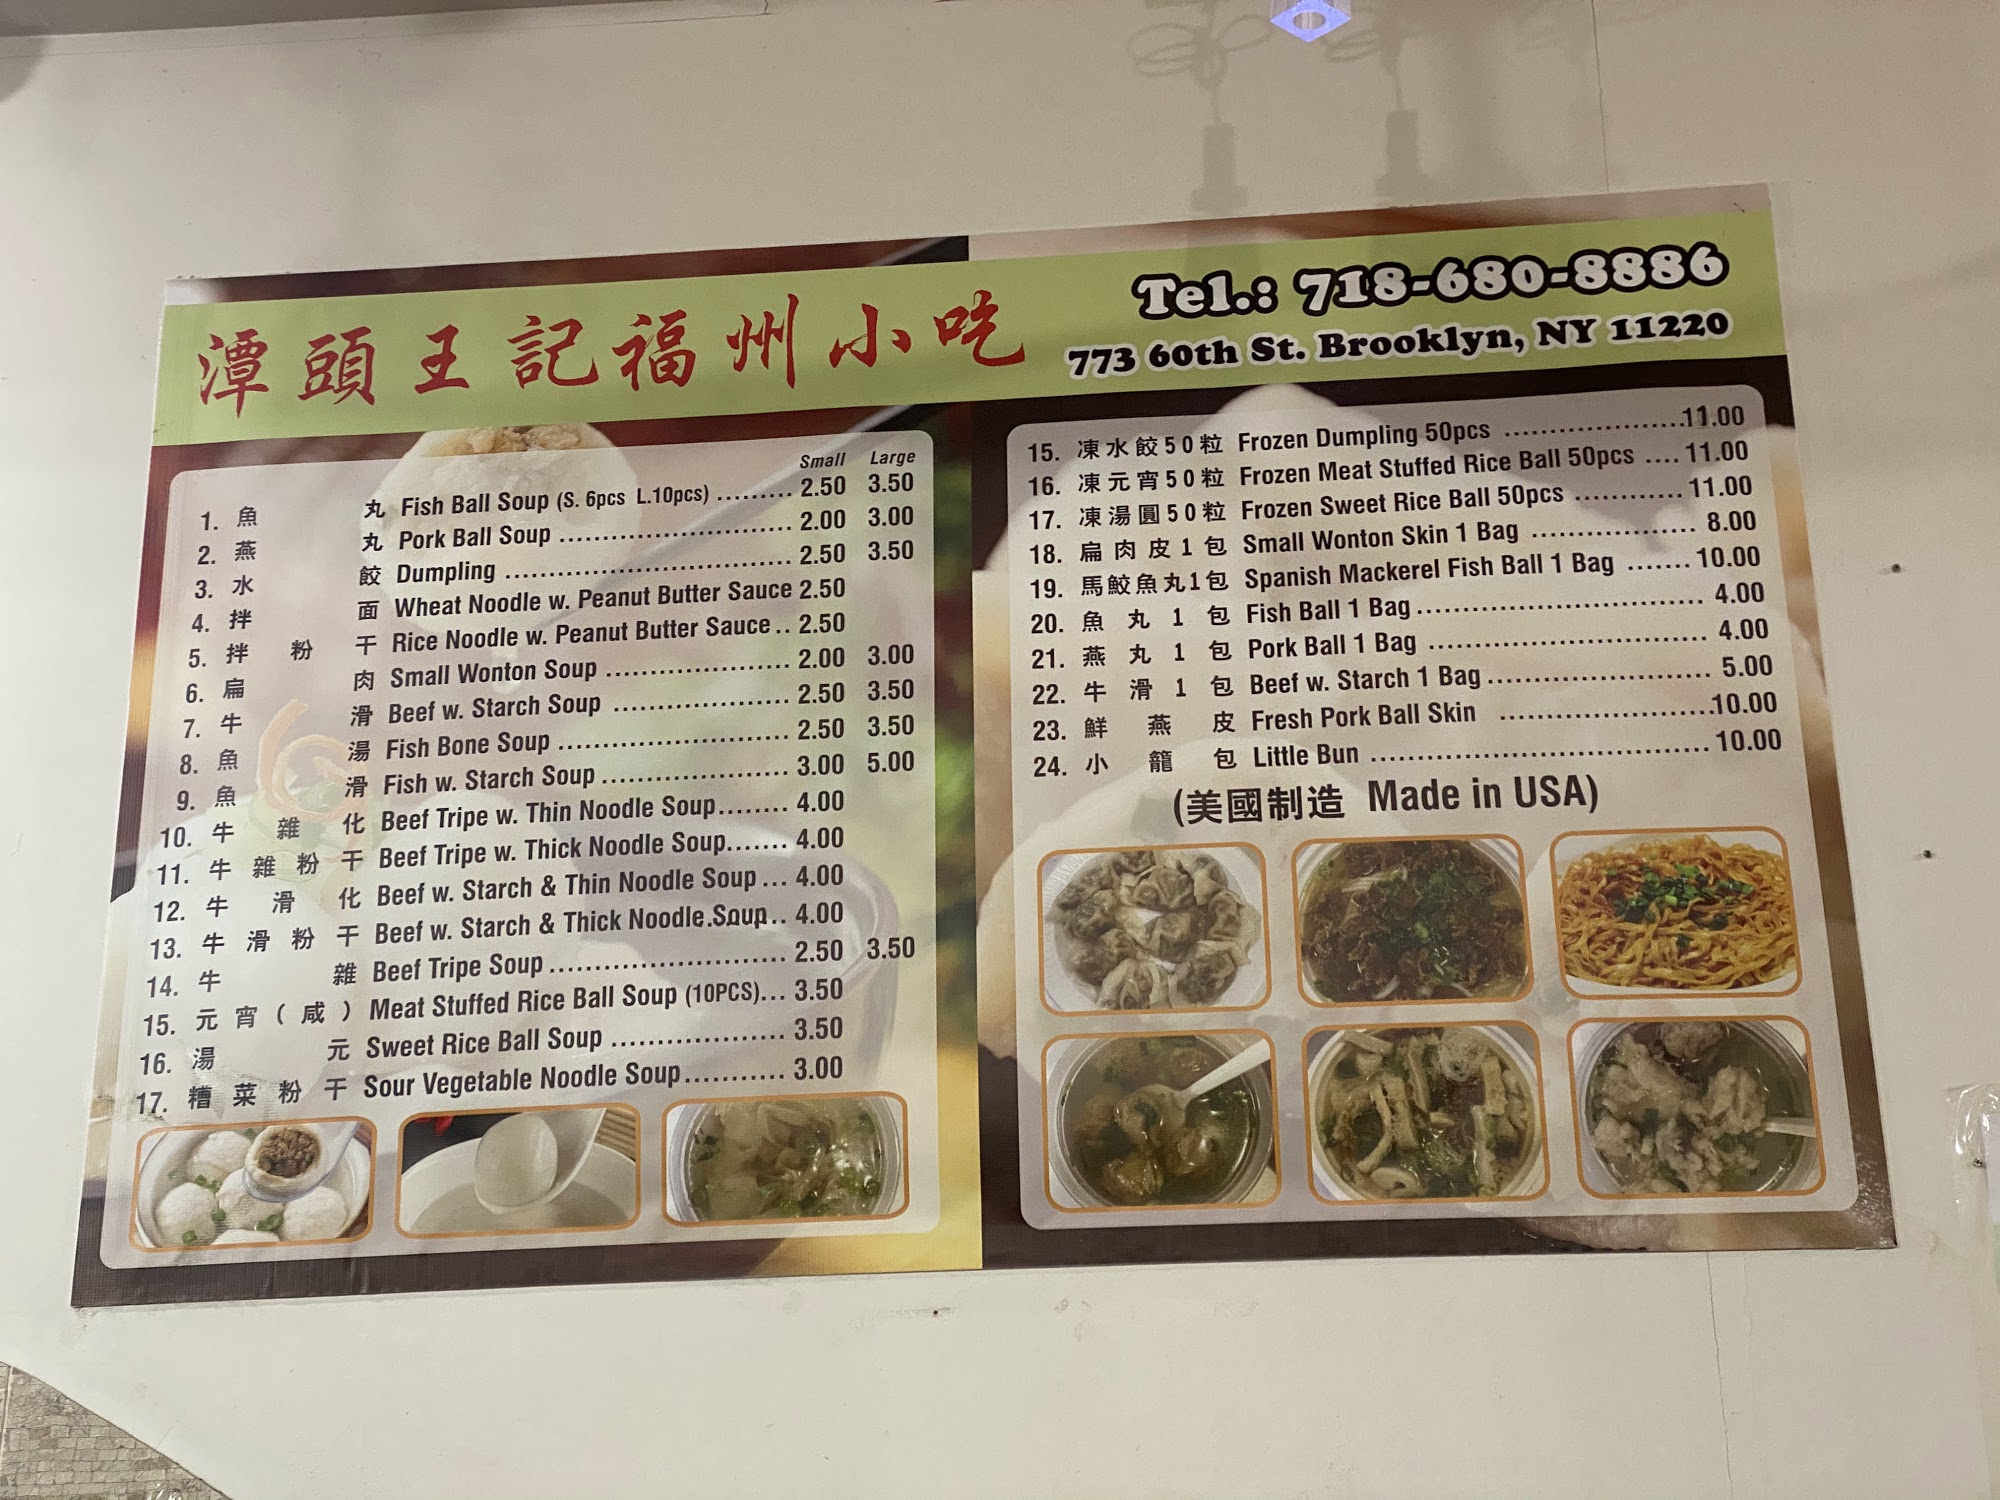 潭頭王記福州小吃
Tel.: 718-680-8886
773 60th St. Brooklyn, NY 11220
Small Large
1. 魚丸 Fish Ball Soup (S. 6pcs L.10pcs) ......... 2.50 3.50
2. 燕丸 Pork Ball Soup ............................ 2.00 3.00
3. 水餃 Dumpling .................................. 2.50 3.50
4. 拌面 Wheat Noodle w. Peanut Butter Sauce 2.50
5. 拌粉干 Rice Noodle w. Peanut Butter Sauce .. 2.50
6. 扁肉 Small Wonton Soup ...................... 2.00 3.00
7. 牛滑 Beef w. Starch Soup ..................... 2.50 3.50
8. 魚湯 Fish Bone Soup ............................ 2.50 3.50
9. 魚滑 Fish w. Starch Soup ....................... 3.00 5.00
10. 牛雜化 Beef Tripe w. Thin Noodle Soup........ 4.00
11. 牛雜粉干 Beef Tripe w. Thick Noodle Soup....... 4.00
12. 牛滑化 Beef w. Starch & Thin Noodle Soup ... 4.00
13. 牛滑粉干 Beef w. Starch & Thick Noodle Soup .. 4.00
14. 牛雜 Beef Tripe Soup ............................. 2.50 3.50
15. 元宵(咸) Meat Stuffed Rice Ball Soup (10PCS)... 3.50
16. 湯元 Sweet Rice Ball Soup ..................... 3.50
17. 糟菜粉干 Sour Vegetable Noodle Soup............ 3.00
15. 凍水餃50粒 Frozen Dumpling 50pcs .....................11.00
16. 凍元宵50粒 Frozen Meat Stuffed Rice Ball 50pcs .... 11.00
17. 凍湯圓50粒 Frozen Sweet Rice Ball 50pcs ............ 11.00
18. 扁肉皮1包 Small Wonton Skin 1 Bag .................. 8.00
19. 馬鮫魚丸1包 Spanish Mackerel Fish Ball 1 Bag ....... 10.00
20. 魚丸1包 Fish Ball 1 Bag ................................ 4.00
21. 燕丸1包 Pork Ball 1 Bag ............................... 4.00
22. 牛滑1包 Beef w. Starch 1 Bag ......................... 5.00
23. 鮮燕皮 Fresh Pork Ball Skin ........................10.00
24. 小籠包 Little Bun ...................................... 10.00
(美國制造 Made in USA)